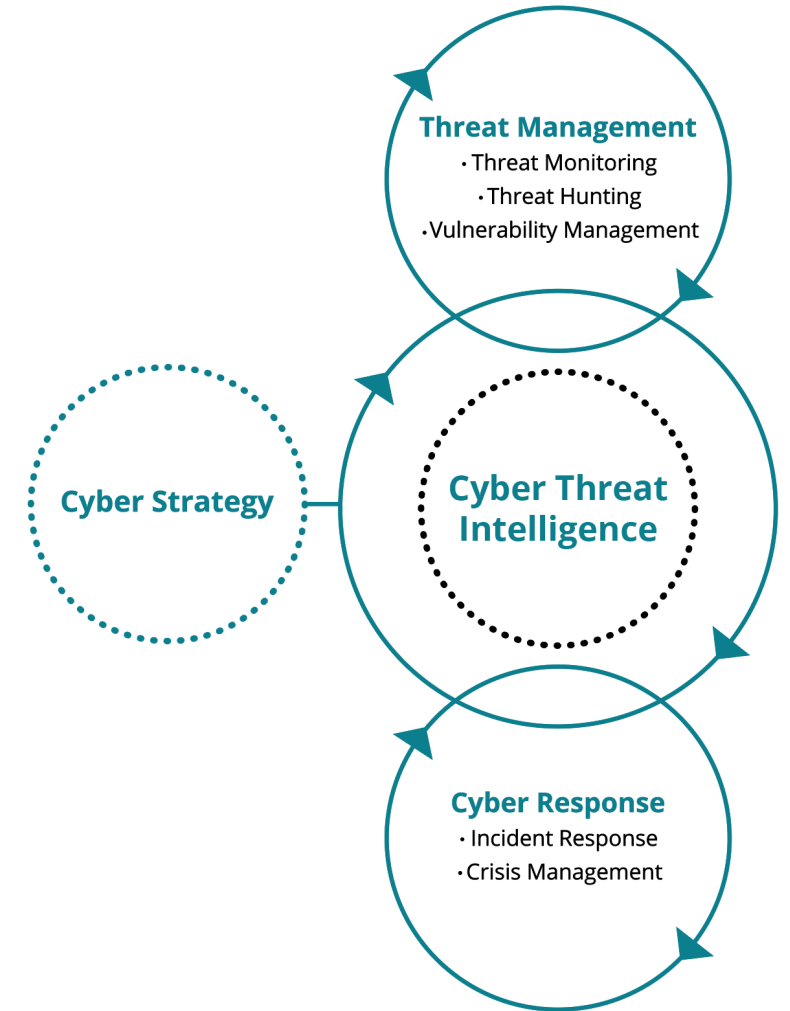 Threat Management
· Threat Monitoring
· Threat Hunting
· Vulnerability Management
Cyber Strategy
Cyber Threat
Intelligence
Cyber Response
· Incident Response
· Crisis Management